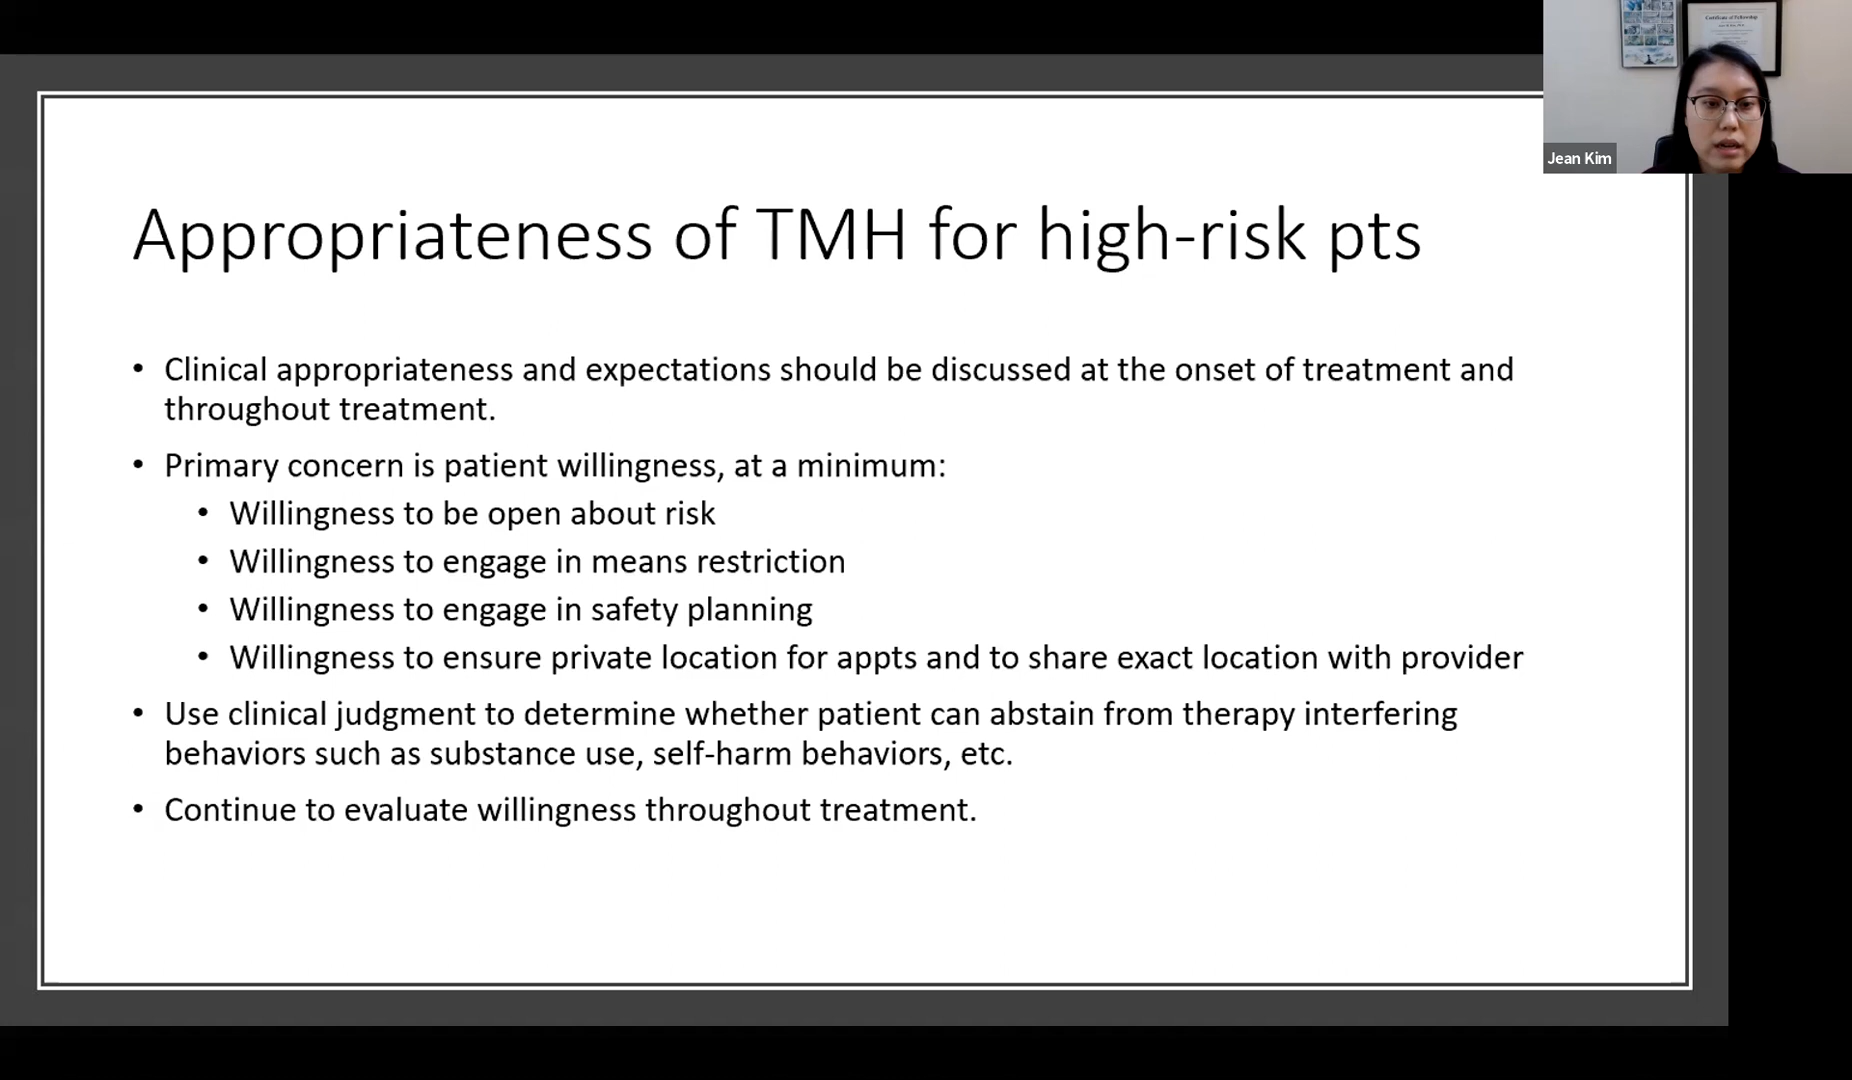 Appropriateness of TMH for high-risk pts
• Clinical appropriateness and expectations should be discussed at the onset of treatment and
throughout treatment.
• Primary concern is patient willingness, at a minimum:
• Willingness to be open about risk
• Willingness to engage in means restriction
• Willingness to engage in safety planning
• Willingness to ensure private location for appts and to share exact location with provider
• Use clinical judgment to determine whether patient can abstain from therapy interfering
behaviors such as substance use, self-harm behaviors, etc.
• Continue to evaluate willingness throughout treatment.
Certificate of Fellowship
Jean Kim